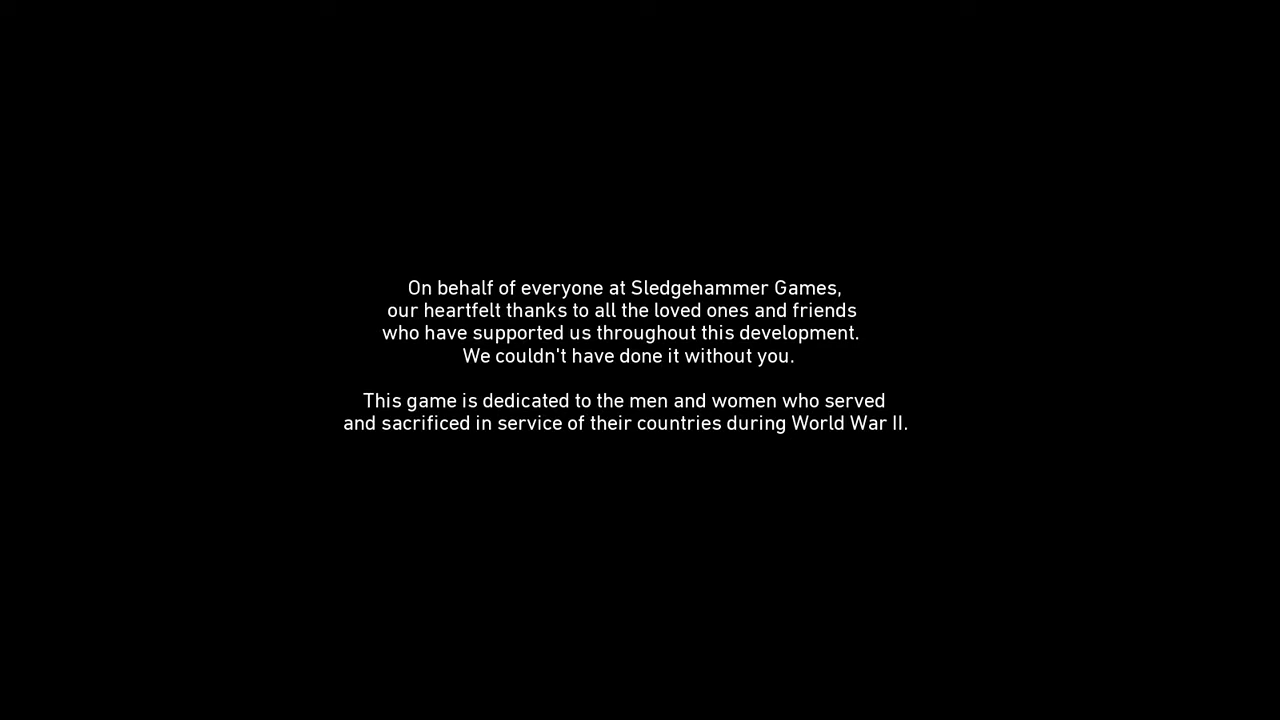 On behalf of everyone at Sledgehammer Games,
our heartfelt thanks to all the loved ones and friends
who have supported us throughout this development.
We couldn't have done it without you.
This game is dedicated to the men and women who served
and sacrificed in service of their countries during World War II.